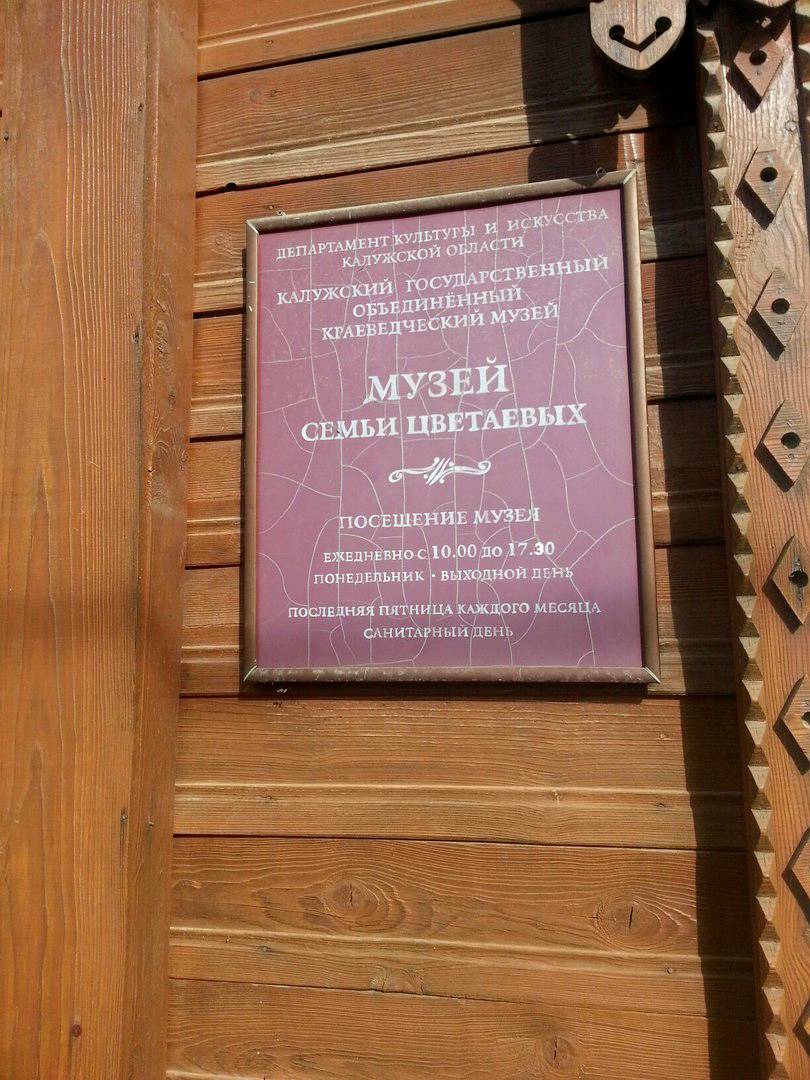 ДЕПАРТАМЕНТ КУЛЬТУРЫ И ИСКУССТВА
КАЛУЖСКОЙ ОБЛАСТИ
КАЛУЖСКИЙ ГОСУДАРСТВЕННЫЙ
ОБЪЕДИНЁННЫЙ
КРАЕВЕДЧЕСКИЙ МУЗЕЙ
МУЗЕЙ
СЕМЬИ ЦВЕТАЕВЫХ
ПОСЕЩЕНИЕ МУЗЕЯ
ЕЖЕДНЕВНО С 10.00 ДО 17.30
ПОНЕДЕЛЬНИК • ВЫХОДНОЙ ДЕНЬ
ПОСЛЕДНЯЯ ПЯТНИЦА КАЖДОГО МЕСЯЦА
САНИТАРНЫЙ ДЕНЬ